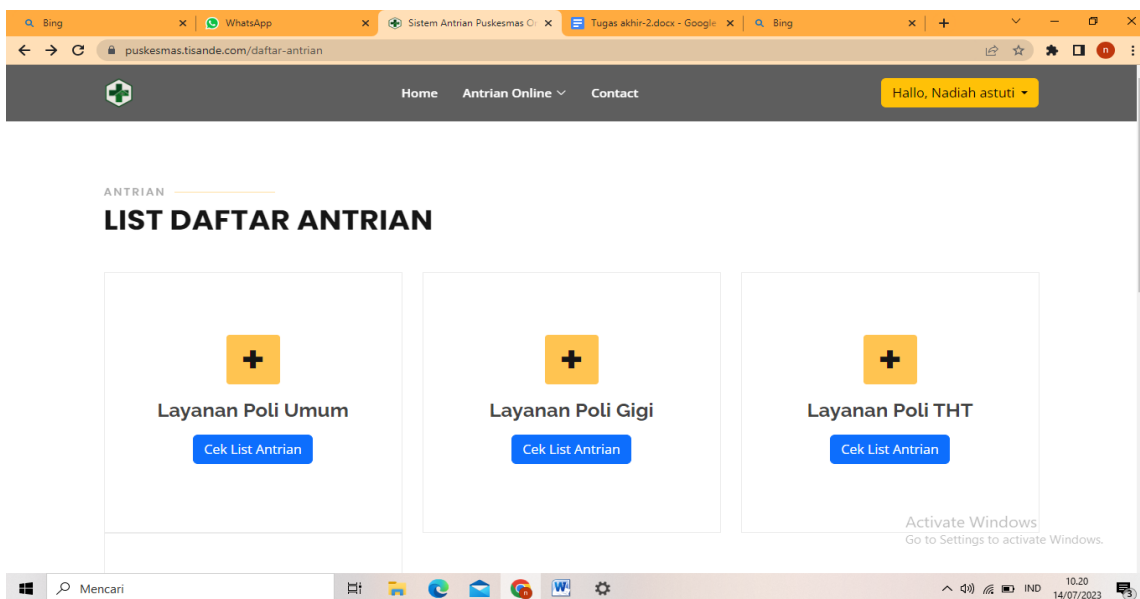 Bing
WhatsApp
Sistem Antrian Puskesmas
Tugas akhir-2.docx - Google
Bing
puskesmas.tisande.com/daftar-antrian
n
Home Antrian Online Contact
Hallo, Nadiah astuti
ANTRIAN
LIST DAFTAR ANTRIAN
Layanan Poli Umum
Cek List Antrian
Layanan Poli Gigi
Cek List Antrian
Layanan Poli THT
Cek List Antrian
Activate Windows
Go to Settings to activate Windows.
Mencari
IND
10.20
14/07/2023
3